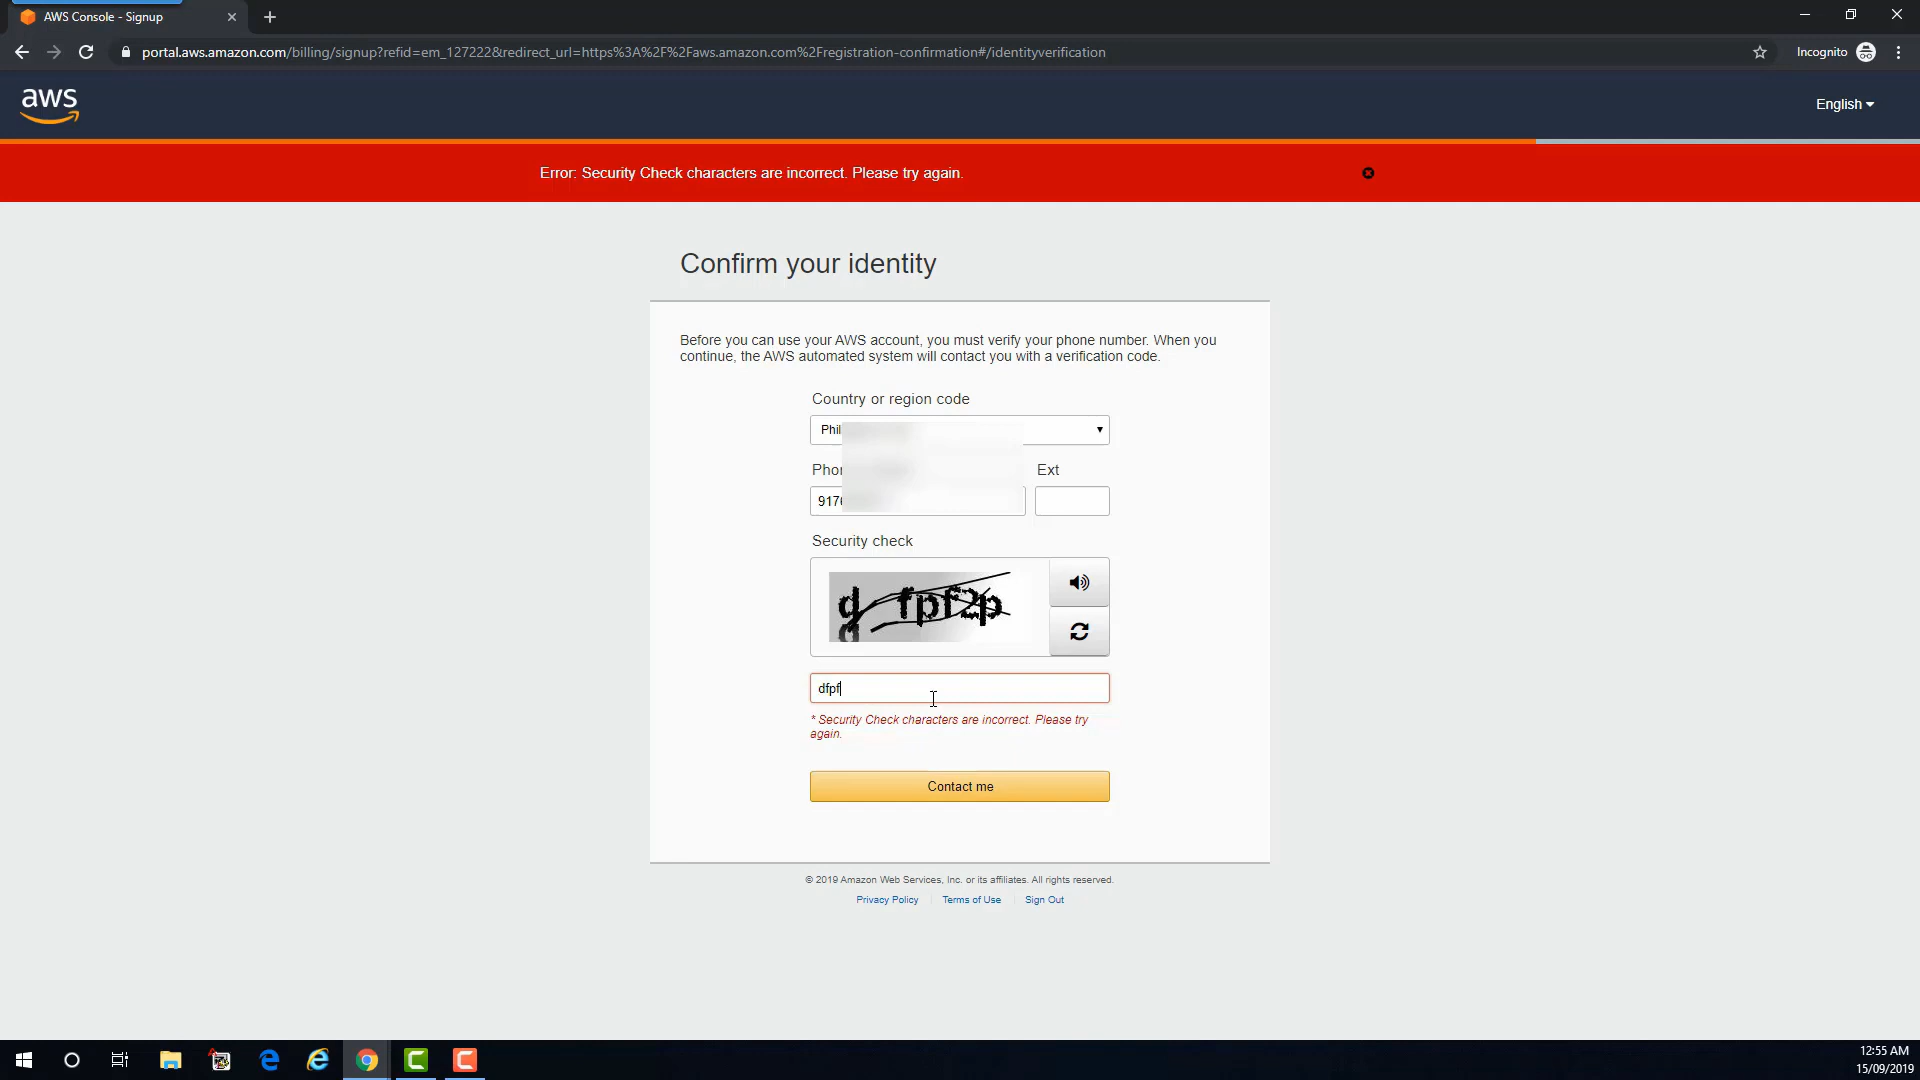 AWS Console - Signup
portal.aws.amazon.com/billing/signup?refid=em_127222&redirect_url=https%3A%2F%2Faws.amazon.com%2Fregistration-confirmation#/identityverification
Incognito
aws
English
Error: Security Check characters are incorrect. Please try again.
Confirm your identity
Before you can use your AWS account, you must verify your phone number. When you
continue, the AWS automated system will contact you with a verification code.
Country or region code
Phil
Pho
Ext
917
Security check
dfpf
* Security Check characters are incorrect. Please try
again.
Contact me
© 2019 Amazon Web Services, Inc. or its affiliates. All rights reserved.
Privacy Policy
Terms of Use
Sign Out
12:55 AM
15/09/2019